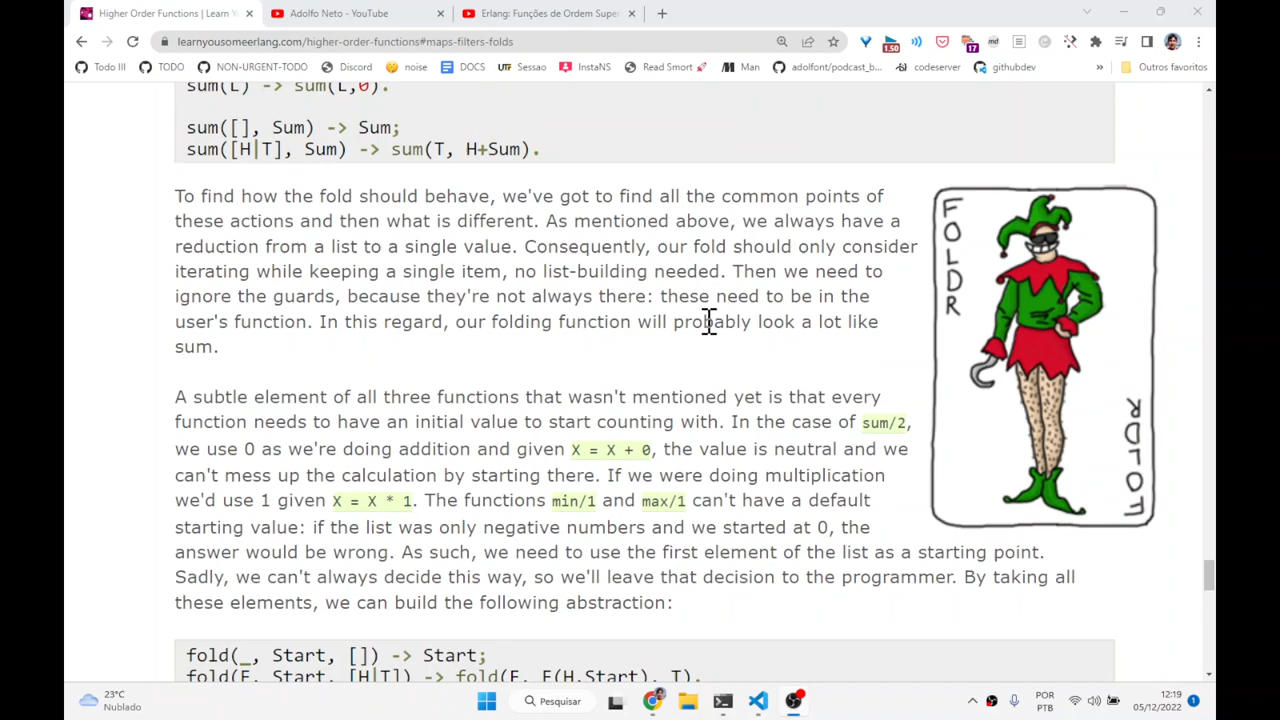 Higher Order Functions | Learn Y
Adolfo Neto - YouTube
Erlang: Funções de Ordem Super
learnyousomeerlang.com/higher-order-functions#maps-filters-folds
1.50
17
Todo III
TODO
NON-URGENT-TODO
Discord
noise
DOCS
UTF Sessao
InstaNS
Read Smort
Man
adolfont/podcast_b...
codeserver
githubdev
»
Outros favoritos
sum(L) -> sum(L,0).
sum([], Sum) -> Sum;
sum([H|T], Sum) -> sum(T, H+Sum).
To find how the fold should behave, we've got to find all the common points of
these actions and then what is different. As mentioned above, we always have a
reduction from a list to a single value. Consequently, our fold should only consider
iterating while keeping a single item, no list-building needed. Then we need to
ignore the guards, because they're not always there: these need to be in the
user's function. In this regard, our folding function will probably look a lot like
sum.
FOLDR
FOLDR
A subtle element of all three functions that wasn't mentioned yet is that every
function needs to have an initial value to start counting with. In the case of sum/2,
we use 0 as we're doing addition and given X = X + 0, the value is neutral and we
can't mess up the calculation by starting there. If we were doing multiplication
we'd use 1 given X = X * 1. The functions min/1 and max/1 can't have a default
starting value: if the list was only negative numbers and we started at 0, the
answer would be wrong. As such, we need to use the first element of the list as a starting point.
Sadly, we can't always decide this way, so we'll leave that decision to the programmer. By taking all
these elements, we can build the following abstraction:
fold(_, Start, []) -> Start;
fold(F, Start, [H|T]) -> fold(F, F(H,Start), T).
23°C
Nublado
Pesquisar
POR
PTB
12:19
05/12/2022
1